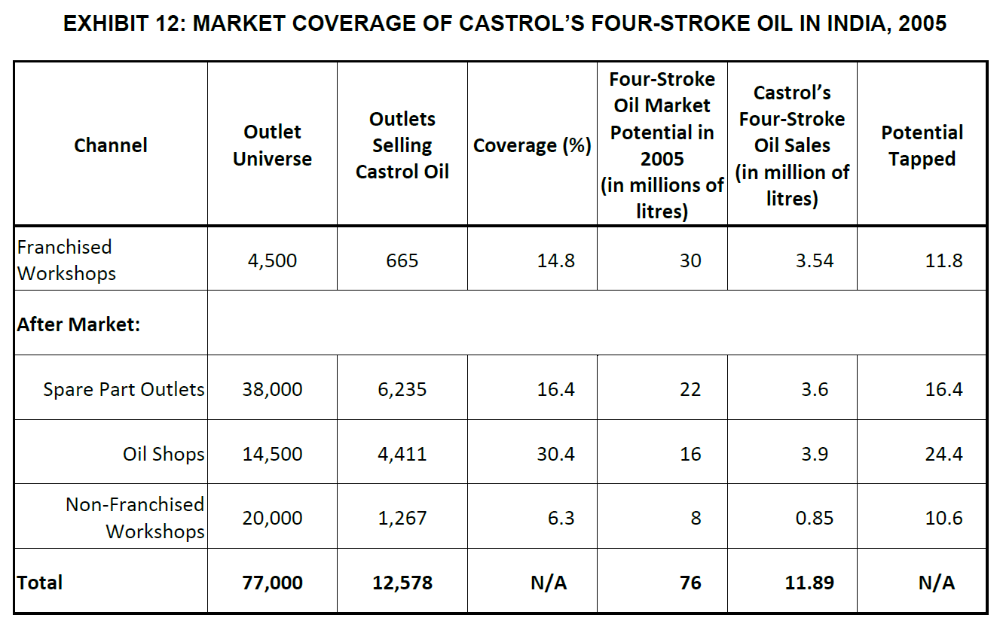 EXHIBIT 12: MARKET COVERAGE OF CASTROL'S FOUR-STROKE OIL IN INDIA, 2005
Channel
Outlet
Universe
Outlets
Selling
Castrol Oil
Coverage (%)
Four-Stroke
Oil Market
Potential in
2005
(in millions of
litres)
Castrol's
Four-Stroke
Oil Sales
(in million of
litres)
Potential
Tapped
Franchised
Workshops
4,500
665
14.8
30
3.54
11.8
After Market:
Spare Part Outlets
38,000
6,235
16.4
22
3.6
16.4
Oil Shops
14,500
4,411
30.4
16
3.9
24.4
Non-Franchised
Workshops
20,000
1,267
6.3
8
0.85
10.6
Total
77,000
12,578
N/A
76
11.89
N/A